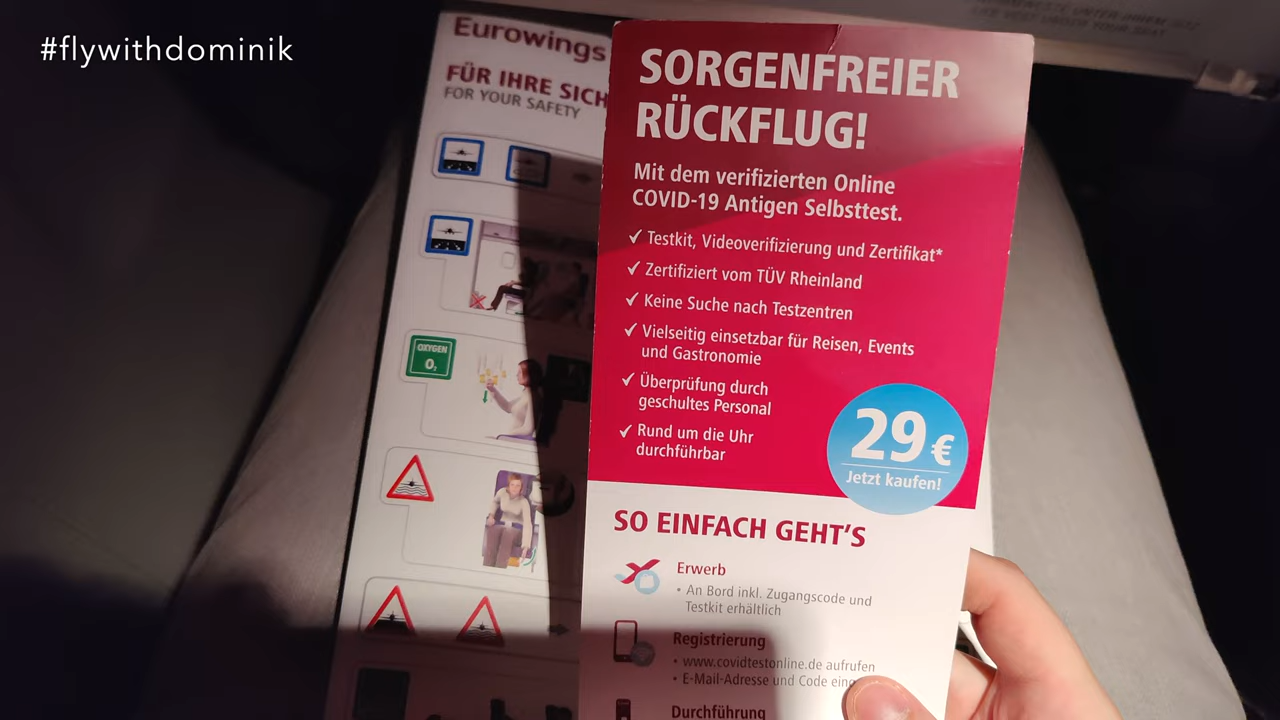 #flywithdominik
Eurowings
FÜR IHRE SICH
FOR YOUR SAFETY
OXYGEN
O₂
SORGENFREIER
RÜCKFLUG!
Mit dem verifizierten Online
COVID-19 Antigen Selbsttest.
✓ Testkit, Videoverifizierung und Zertifikat*
✓ Zertifiziert vom TÜV Rheinland
✓ Keine Suche nach Testzentren
✓ Vielseitig einsetzbar für Reisen, Events
und Gastronomie
✓ Überprüfung durch
geschultes Personal
✓ Rund um die Uhr
durchführbar
29 €
Jetzt kaufen!
SO EINFACH GEHT'S
Erwerb
• An Bord inkl. Zugangscode und
Testkit erhältlich
Registrierung
• www.covidtestonline.de aufrufen
• E-Mail-Adresse und Code eing
Durchführung